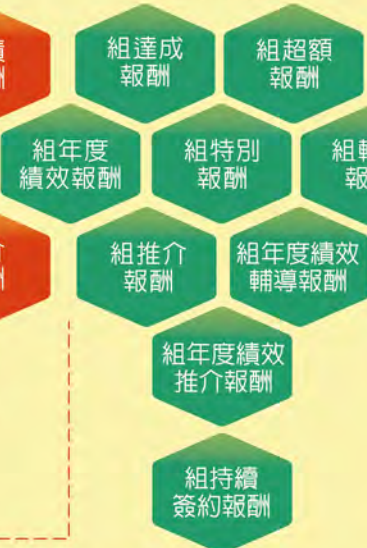 組達成
報酬
組超額
報酬
組年度
績效報酬
組特別
報酬
組推介
報酬
組年度績效
輔導報酬
組年度績效
推介報酬
組持續
簽約報酬